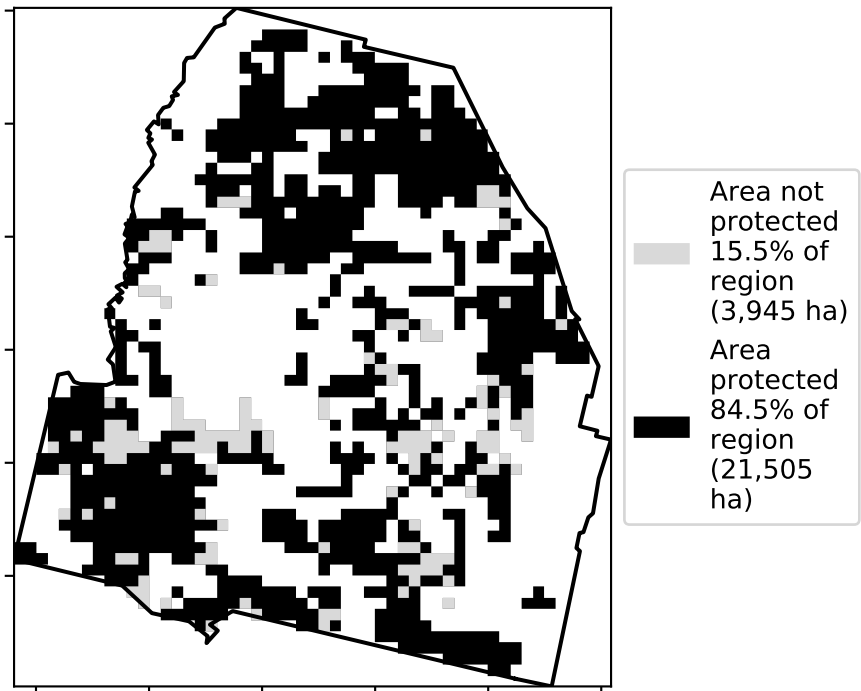 Area not
protected
15.5% of
region
(3,945 ha)
Area
protected
84.5% of
region
(21,505
ha)